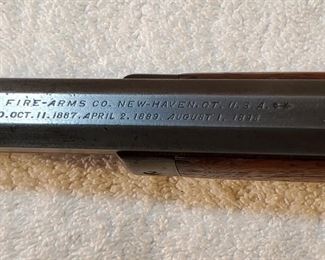 FIRE-ARMS CO. NEW-HAVEN, CT. U.S.A.
D. OCT. 11. 1887. APRIL 2. 1889. AUGUST 1.